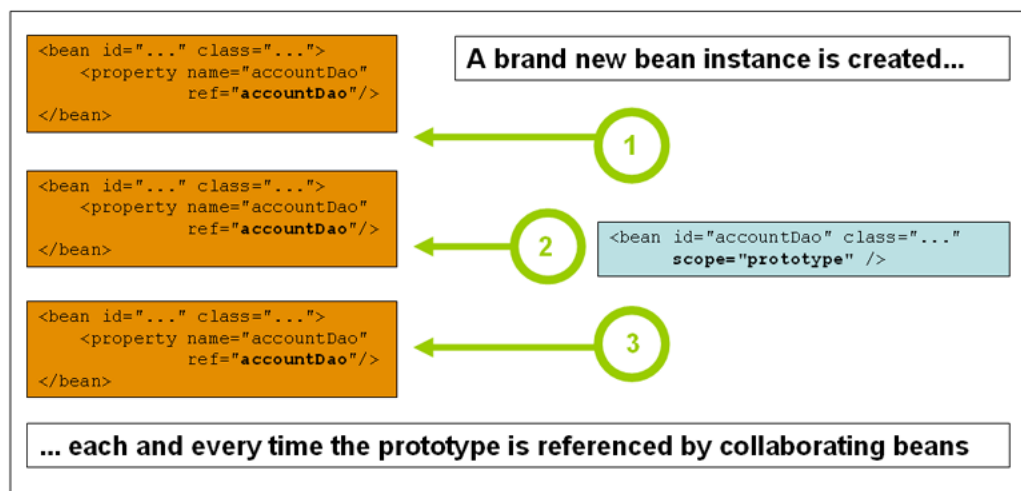 <bean id="..." class="...">
    <property name="accountDao"
              ref="accountDao"/>
</bean>
A brand new bean instance is created...
1
<bean id="..." class="...">
    <property name="accountDao"
              ref="accountDao"/>
</bean>
2
<bean id="accountDao" class="..."
      scope="prototype" />
<bean id="..." class="...">
    <property name="accountDao"
              ref="accountDao"/>
</bean>
3
... each and every time the prototype is referenced by collaborating beans